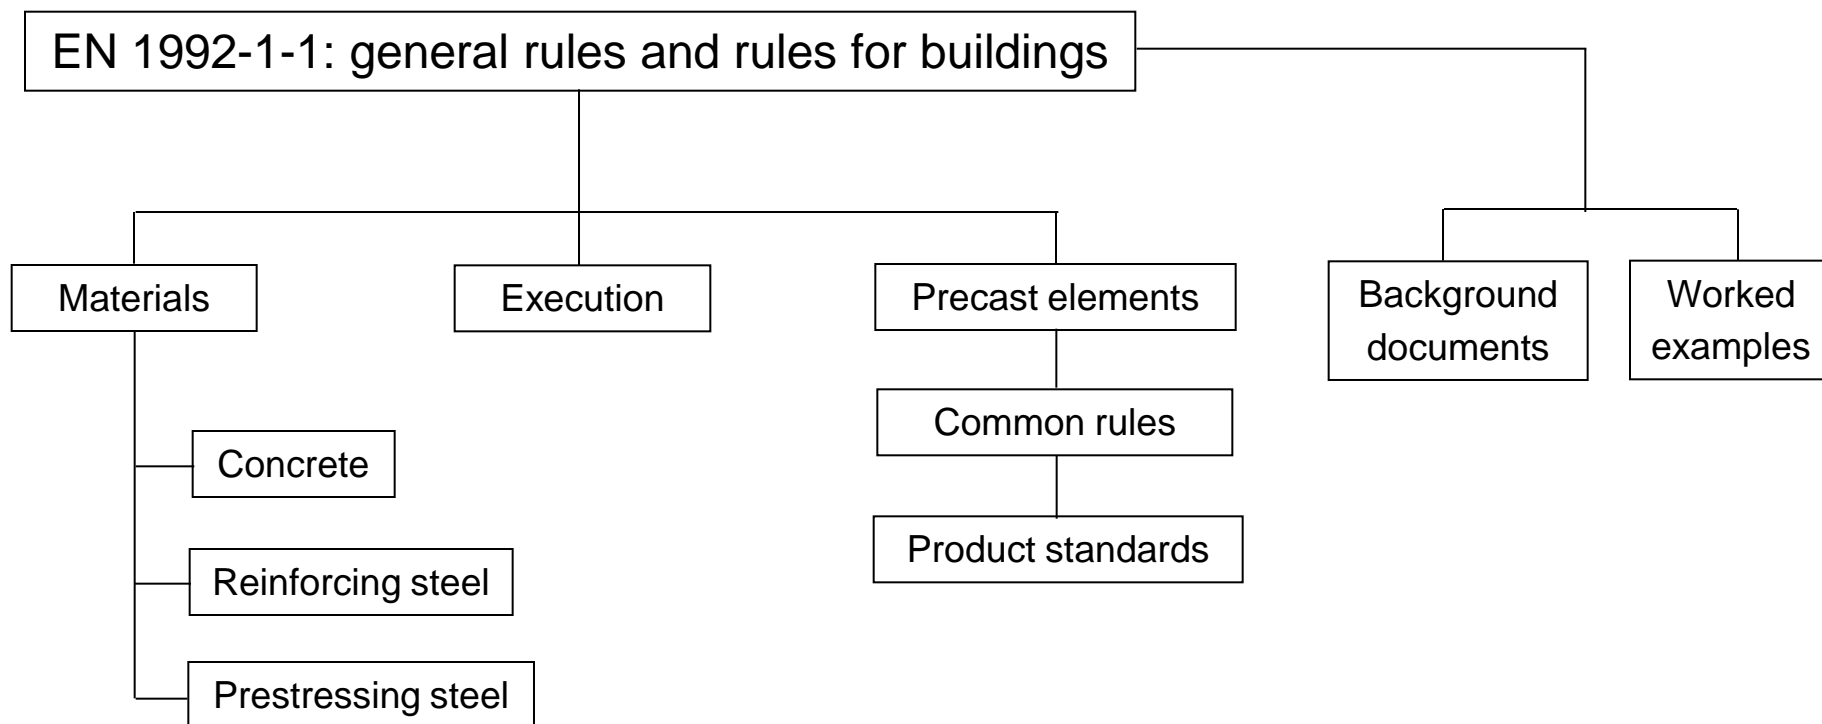 EN 1992-1-1: general rules and rules for buildings
Materials
Execution
Precast elements
Background
documents
Worked
examples
Common rules
Concrete
Product standards
Reinforcing steel
Prestressing steel